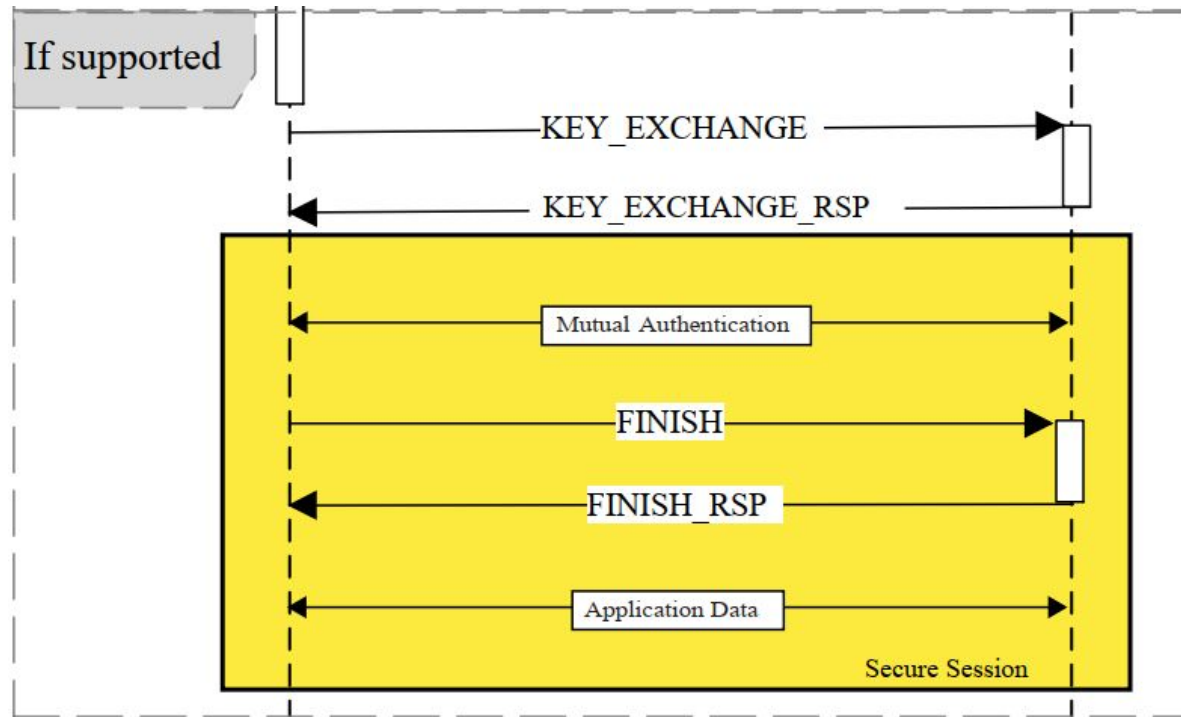 If supported
KEY_EXCHANGE
KEY_EXCHANGE_RSP
Mutual Authentication
FINISH
FINISH_RSP
Application Data
Secure Session